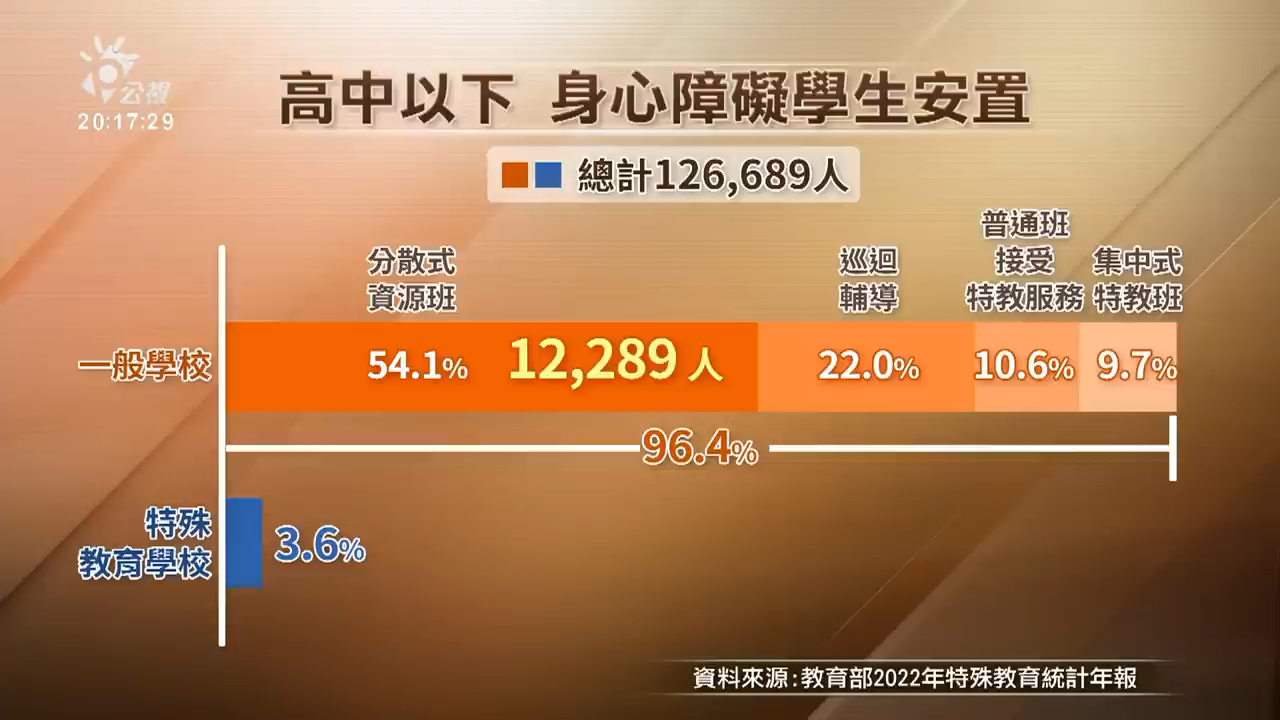 公視
20:17:29
高中以下 身心障礙學生安置
總計126,689人
分散式
資源班
巡迴
輔導
普通班
接受
特教服務
集中式
特教班
一般學校
54.1% 12,289人 22.0% 10.6% 9.7%
96.4%
特殊
教育學校
3.6%
資料來源:教育部2022年特殊教育統計年報